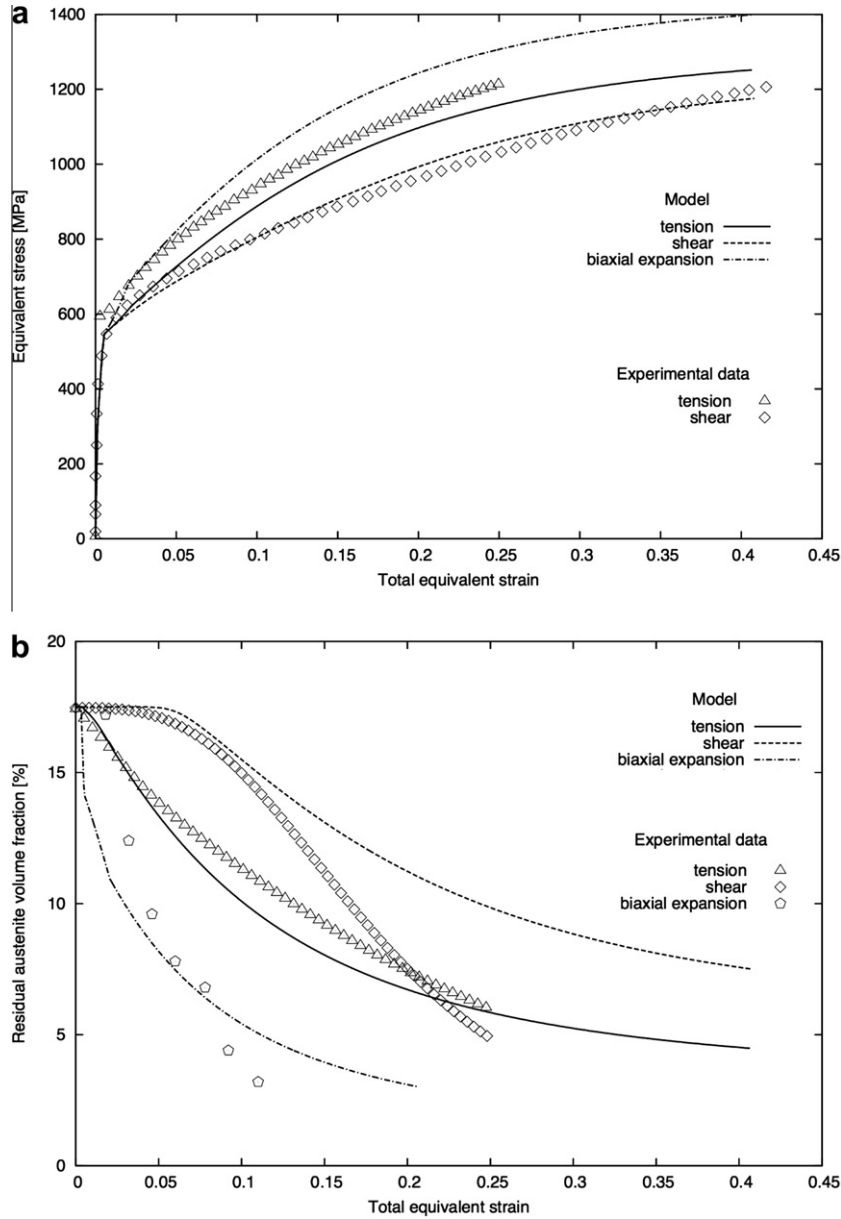 a
1400
1200
1000
800
600
400
200
0
Equivalent stress [MPa]
Model
tension
shear
biaxial expansion
Experimental data
tension
shear
0 0.05 0.1 0.15 0.2 0.25 0.3 0.35 0.4 0.45
Total equivalent strain
b
20
15
10
5
0
Residual austenite volume fraction [%]
Model
tension
shear
biaxial expansion
Experimental data
tension
shear
biaxial expansion
0 0.05 0.1 0.15 0.2 0.25 0.3 0.35 0.4 0.45
Total equivalent strain